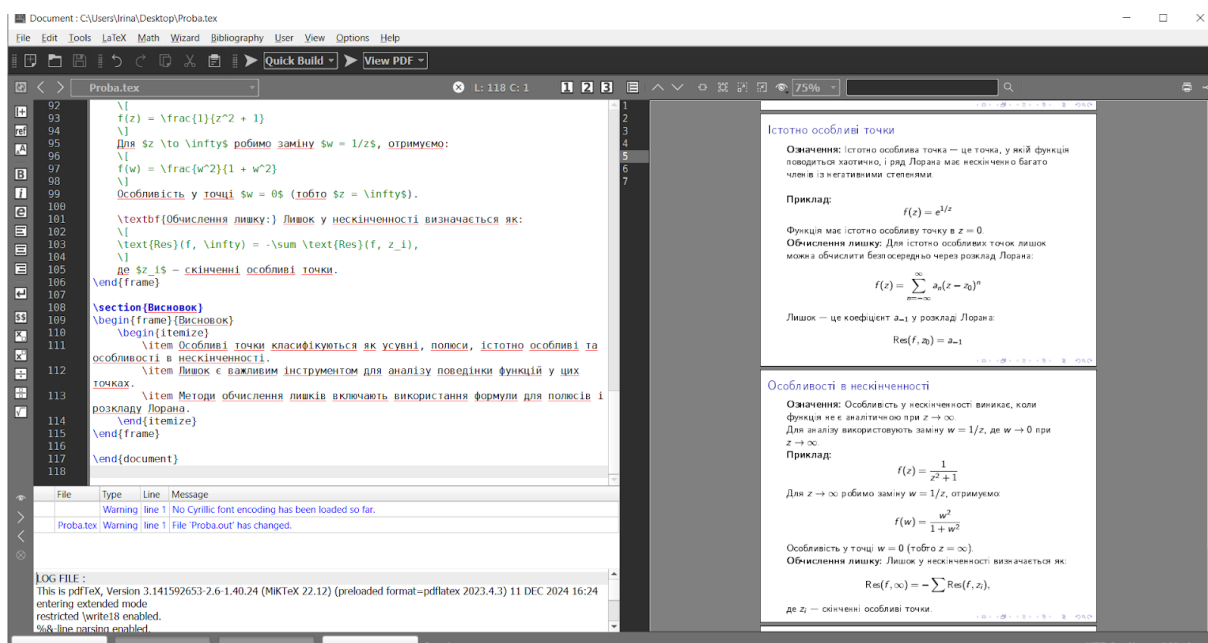 Document : C:\Users\Irina\Desktop\Proba.tex
File Edit Tools LaTeX Math Wizard Bibliography User View Options Help
Quick Build View PDF
Proba.tex L: 118 C: 1 1 2 3 75%
92 \[
93 f(z) = \frac{1}{z^2 + 1}
94 \]
95 Для $z \to \infty$ робимо заміну $w = 1/z$, отримуємо:
96 \[
97 f(w) = \frac{w^2}{1 + w^2}
98 \]
99 Особливість у точці $w = 0$ (тобто $z = \infty$).
100
101 \textbf{Обчислення лишку:} Лишок у нескінченності визначається як:
102 \[
103 \text{Res}(f, \infty) = -\sum \text{Res}(f, z_i),
104 \]
105 де $z_i$ — скінченні особливі точки.
106 \end{frame}
107
108 \section{Висновок}
109 \begin{frame}{Висновок}
110 \begin{itemize}
111 \item Особливі точки класифікуються як усувні, полюси, істотно особливі та
особливості в нескінченності.
112 \item Лишок є важливим інструментом для аналізу поведінки функцій у цих
точках.
113 \item Методи обчислення лишків включають використання формули для полюсів і
розкладу Лорана.
114 \end{itemize}
115 \end{frame}
116
117 \end{document}
118
File Type Line Message
Warning line 1 No Cyrillic font encoding has been loaded so far.
Proba.tex Warning line 1 File `Proba.out' has changed.
LOG FILE :
This is pdfTeX, Version 3.141592653-2.6-1.40.24 (MiKTeX 22.12) (preloaded format=pdflatex 2023.4.3) 11 DEC 2024 16:24
entering extended mode
restricted \write18 enabled.
%&-line parsing enabled.
1
2
3
4
5
6
7
Істотно особливі точки
Означення: Істотно особлива точка — це точка, у якій функція
поводиться хаотично, і ряд Лорана має нескінченно багато
членів із негативними степенями.
Приклад:
f(z) = e^{1/z}
Функція має істотно особливу точку в z = 0.
Обчислення лишку: Для істотно особливих точок лишок
можна обчислити безпосередньо через розклад Лорана:
f(z) = ∑_{n=−∞}^{∞} a_n(z − z_0)^n
Лишок — це коефіцієнт a_{−1} у розкладі Лорана:
Res(f, z_0) = a_{−1}
Особливості в нескінченності
Означення: Особливість у нескінченності виникає, коли
функція не є аналітичною при z → ∞.
Для аналізу використовують заміну w = 1/z, де w → 0 при
z → ∞.
Приклад:
f(z) = 1/(z^2 + 1)
Для z → ∞ робимо заміну w = 1/z, отримуємо:
f(w) = w^2/(1 + w^2)
Особливість у точці w = 0 (тобто z = ∞).
Обчислення лишку: Лишок у нескінченності визначається як:
Res(f, ∞) = −∑ Res(f, z_i),
де z_i — скінченні особливі точки.